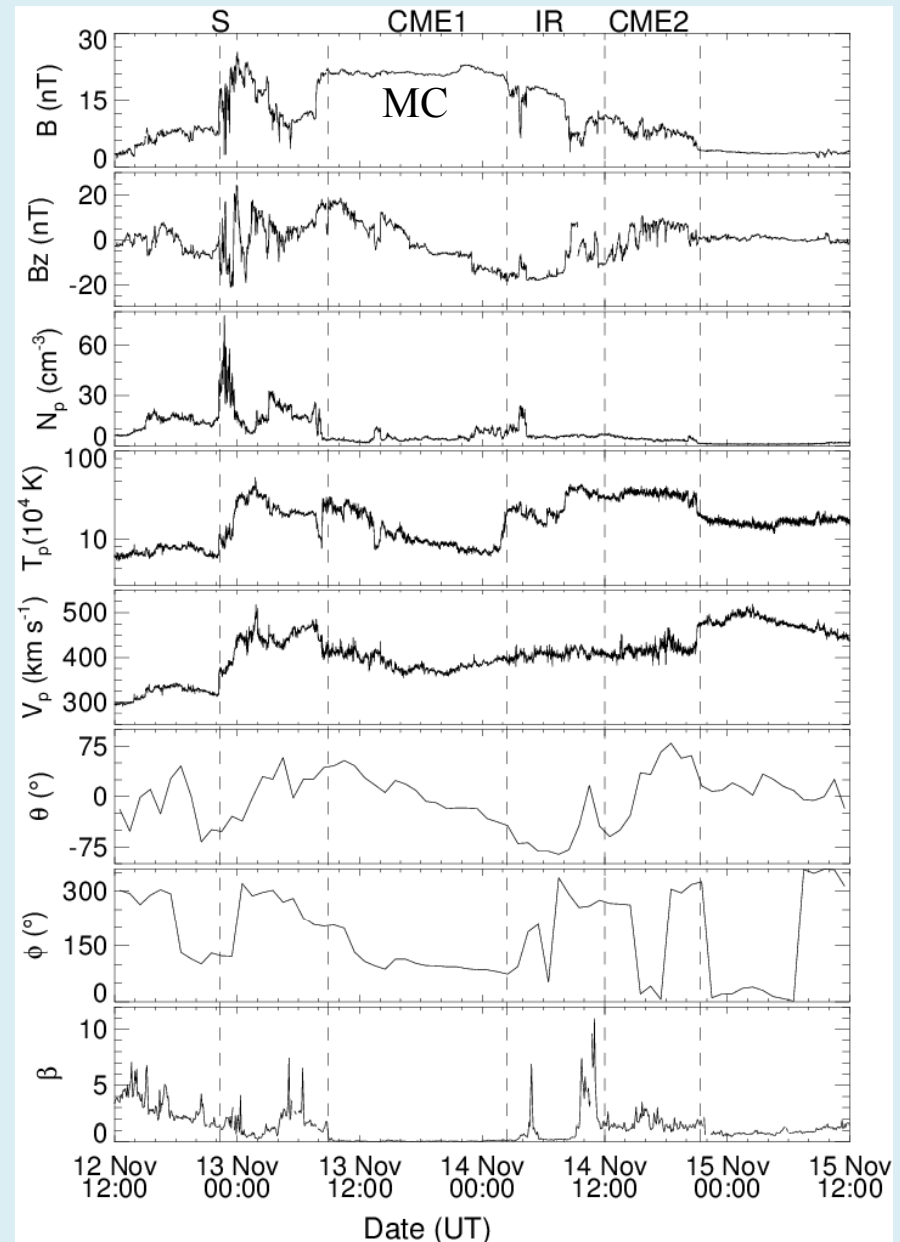 S CME1 IR CME2
30
15
0
B (nT)
MC
20
0
-20
Bz (nT)
60
30
0
Nₚ (cm⁻³)
100
10
Tₚ(10⁴ K)
500
400
300
Vₚ (km s⁻¹)
75
0
-75
θ (°)
300
150
0
ϕ (°)
10
5
0
β
12 Nov 13 Nov 13 Nov 14 Nov 14 Nov 15 Nov 15 Nov
12:00 00:00 12:00 00:00 12:00 00:00 12:00
Date (UT)